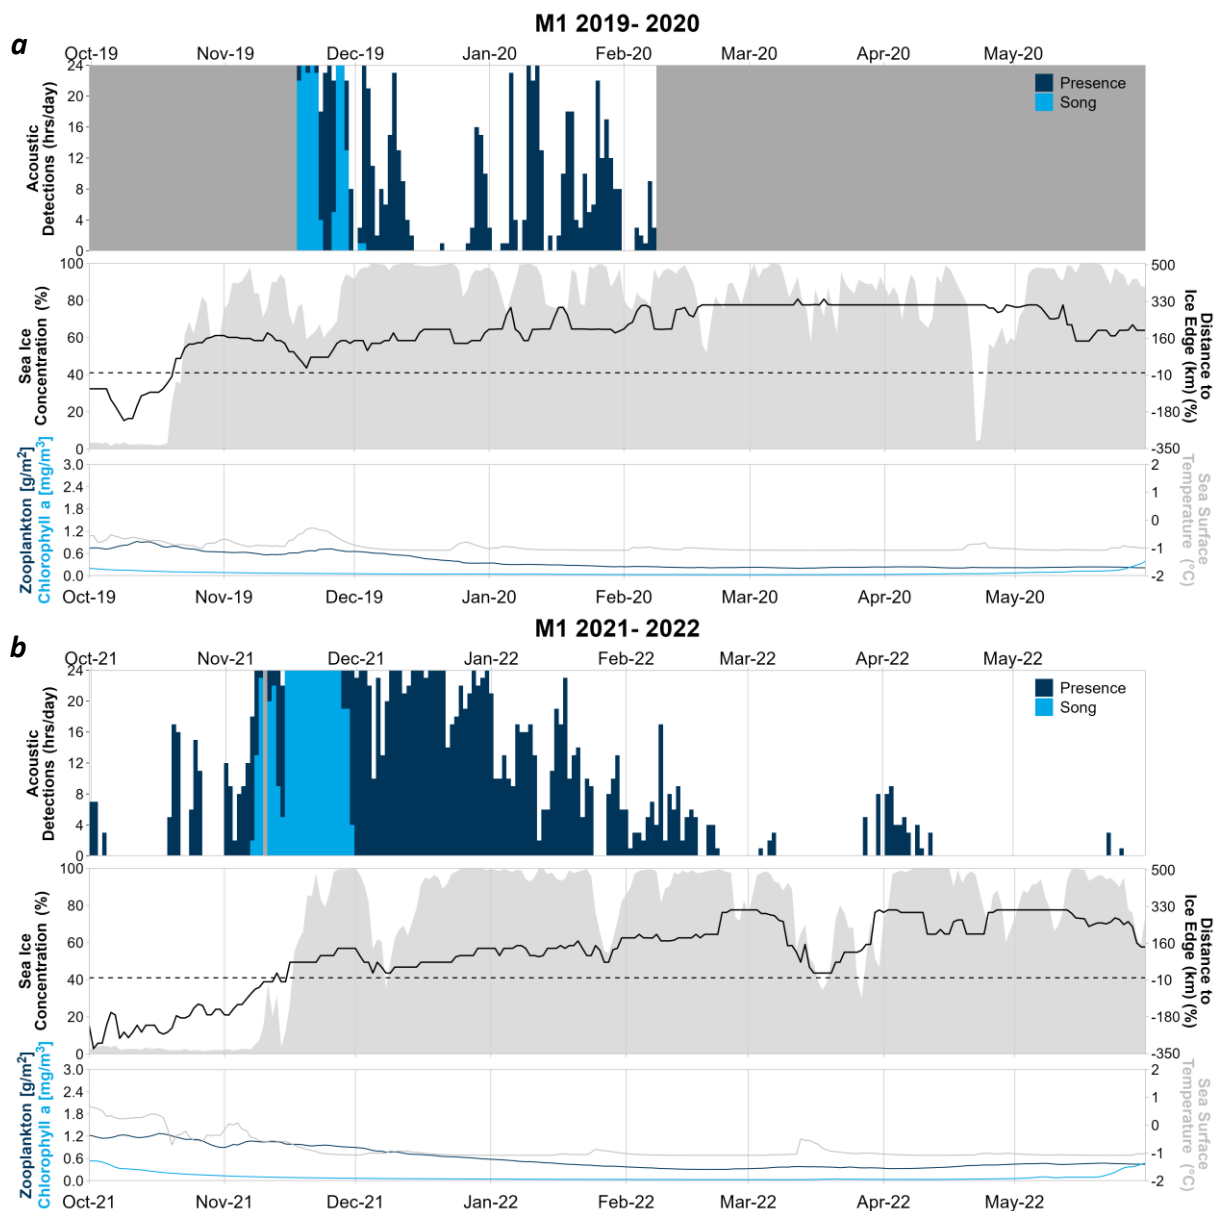 M1 2019- 2020
a
Oct-19 Nov-19 Dec-19 Jan-20 Feb-20 Mar-20 Apr-20 May-20
Acoustic
Detections (hrs/day)
24
20
16
12
8
4
0
Presence
Song
Sea Ice
Concentration (%)
100
80
60
40
20
0
500
330
160
-10
-180
-350
Distance to
Ice Edge (km) (%)
Zooplankton [g/m²]
Chlorophyll a [mg/m³]
3.0
2.4
1.8
1.2
0.6
0.0
2
1
0
-1
-2
Sea Surface
Temperature (°C)
Oct-19 Nov-19 Dec-19 Jan-20 Feb-20 Mar-20 Apr-20 May-20
M1 2021- 2022
b
Oct-21 Nov-21 Dec-21 Jan-22 Feb-22 Mar-22 Apr-22 May-22
Acoustic
Detections (hrs/day)
24
20
16
12
8
4
0
Presence
Song
Sea Ice
Concentration (%)
100
80
60
40
20
0
500
330
160
-10
-180
-350
Distance to
Ice Edge (km) (%)
Zooplankton [g/m²]
Chlorophyll a [mg/m³]
3.0
2.4
1.8
1.2
0.6
0.0
2
1
0
-1
-2
Sea Surface
Temperature (°C)
Oct-21 Nov-21 Dec-21 Jan-22 Feb-22 Mar-22 Apr-22 May-22